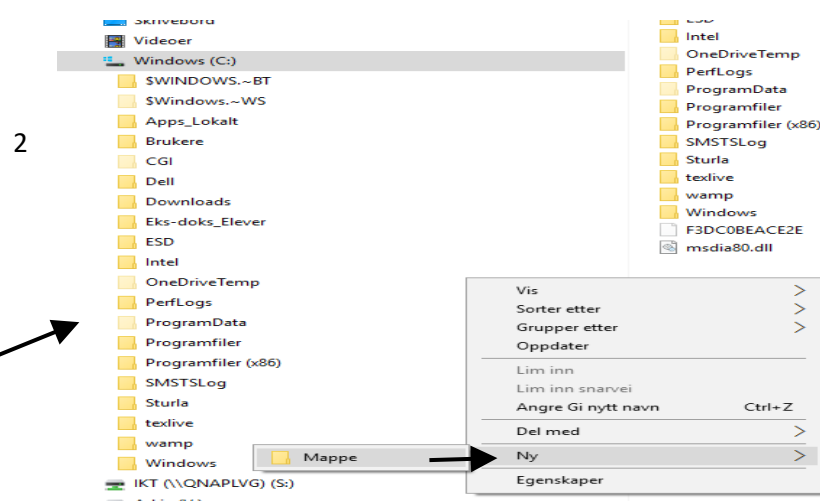 Skrivebord
Videoer
Windows (C:)
$WINDOWS.~BT
$Windows.~WS
Apps_Lokalt
2
Brukere
CGI
Dell
Downloads
Eks-doks_Elever
ESD
Intel
OneDriveTemp
PerfLogs
ProgramData
Programfiler
Programfiler (x86)
SMSTSLog
Sturla
texlive
wamp
Windows
IKT (\\QNAPLVG) (S:)
ESD
Intel
OneDriveTemp
PerfLogs
ProgramData
Programfiler
Programfiler (x86)
SMSTSLog
Sturla
texlive
wamp
Windows
F3DC0BEACE2E
msdia80.dll
Vis >
Sorter etter >
Grupper etter >
Oppdater
Lim inn
Lim inn snarvei
Angre Gi nytt navn Ctrl+Z
Del med >
Ny >
Egenskaper
Mappe